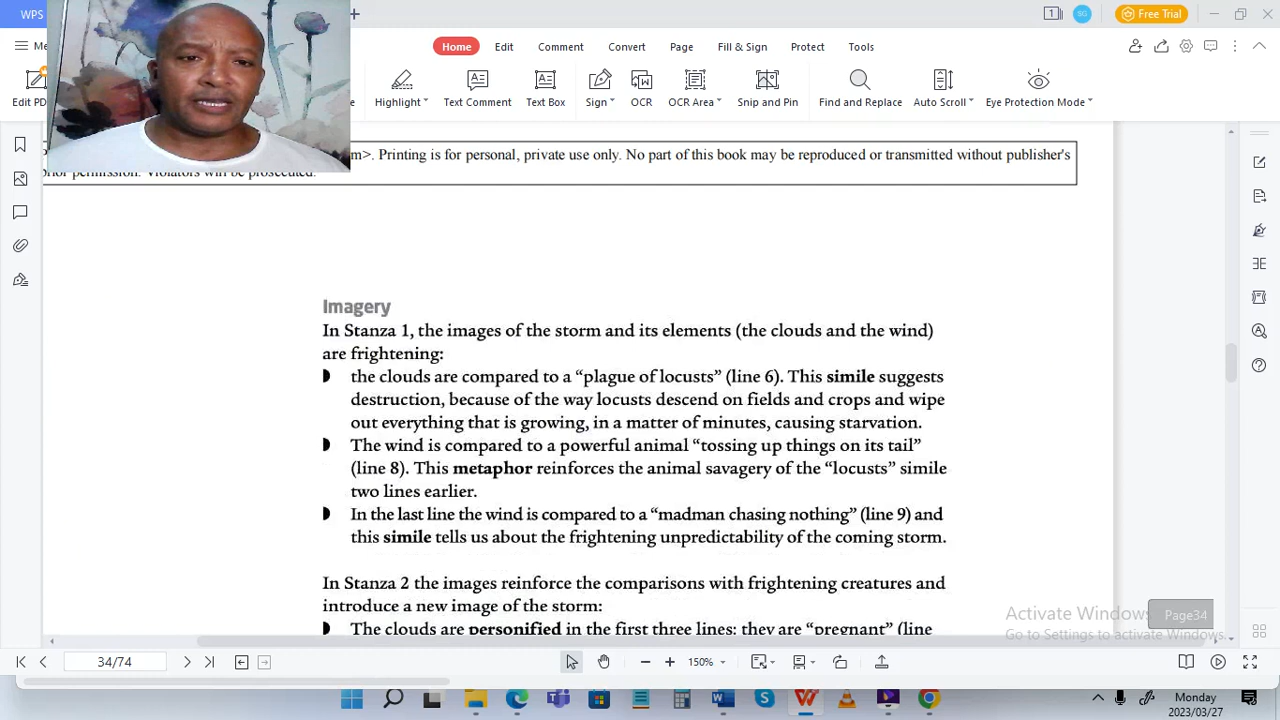 WPS
+
1
SG
Free Trial
Me
Home
Edit
Comment
Convert
Page
Fill & Sign
Protect
Tools
Edit PD
Highlight
Text Comment
Text Box
Sign
OCR
OCR Area
Snip and Pin
Find and Replace
Auto Scroll
Eye Protection Mode
m>. Printing is for personal, private use only. No part of this book may be reproduced or transmitted without publisher's
prior permission. Violators will be prosecuted.
Imagery
In Stanza 1, the images of the storm and its elements (the clouds and the wind)
are frightening:
the clouds are compared to a “plague of locusts” (line 6). This simile suggests
destruction, because of the way locusts descend on fields and crops and wipe
out everything that is growing, in a matter of minutes, causing starvation.
The wind is compared to a powerful animal “tossing up things on its tail”
(line 8). This metaphor reinforces the animal savagery of the “locusts” simile
two lines earlier.
In the last line the wind is compared to a “madman chasing nothing” (line 9) and
this simile tells us about the frightening unpredictability of the coming storm.
In Stanza 2 the images reinforce the comparisons with frightening creatures and
introduce a new image of the storm:
The clouds are personified in the first three lines: they are “pregnant” (line
Activate Windows
Page34
Go to Settings to activate Windows.
34/74
150%
Monday
2023/03/27